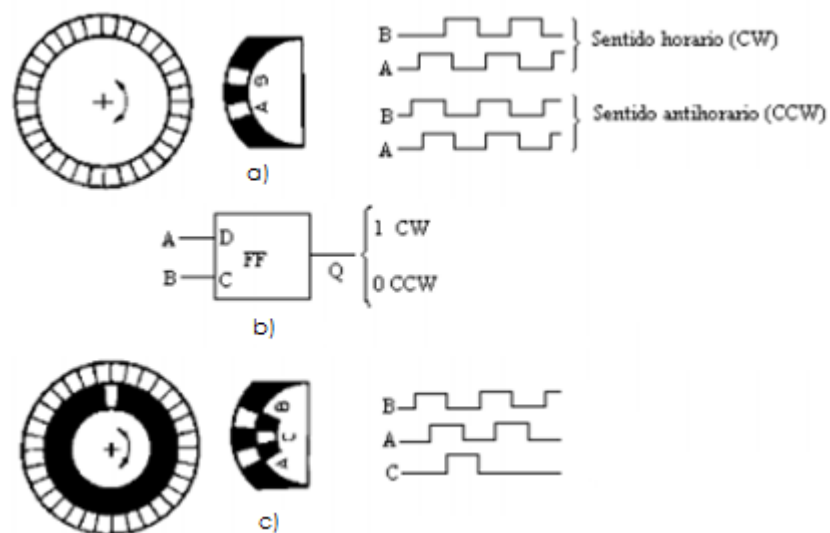 B
A
Sentido horario (CW)
B
A
Sentido antihorario (CCW)
B
A
a)
A
D
FF
B
C
Q
1 CW
0 CCW
b)
B
C
A
B
A
C
c)